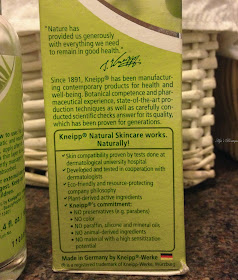 "Nature has
provided us generously
with everything we need
to remain in good health."
Since 1891, Kneipp® has been manufactur-
ing contemporary products for health and
well-being. Botanical competence and phar-
maceutical experience, state-of-the-art pro-
duction techniques as well as carefully con-
ducted scientific checks answer for its quality,
which has been proven for generations.
Kneipp® Natural Skincare works.
Naturally!
✓ Skin compatibility proven by tests done at
dermatological university hospital
✓ Developed and tested in cooperation with
dermatologists
✓ Eco-friendly and resource-protecting
company philosophy
✓ Plant-derived active ingredients
✓ Kneipp®'s commitment:
NO preservatives (e.g. parabens)
NO color
NO paraffin, silicone and mineral oils
NO animal-derived ingredients
NO material with a high sensitization
potential
Made in Germany by Kneipp®-Werke
is a registered trademark of Kneipp-Werke, Würzburg